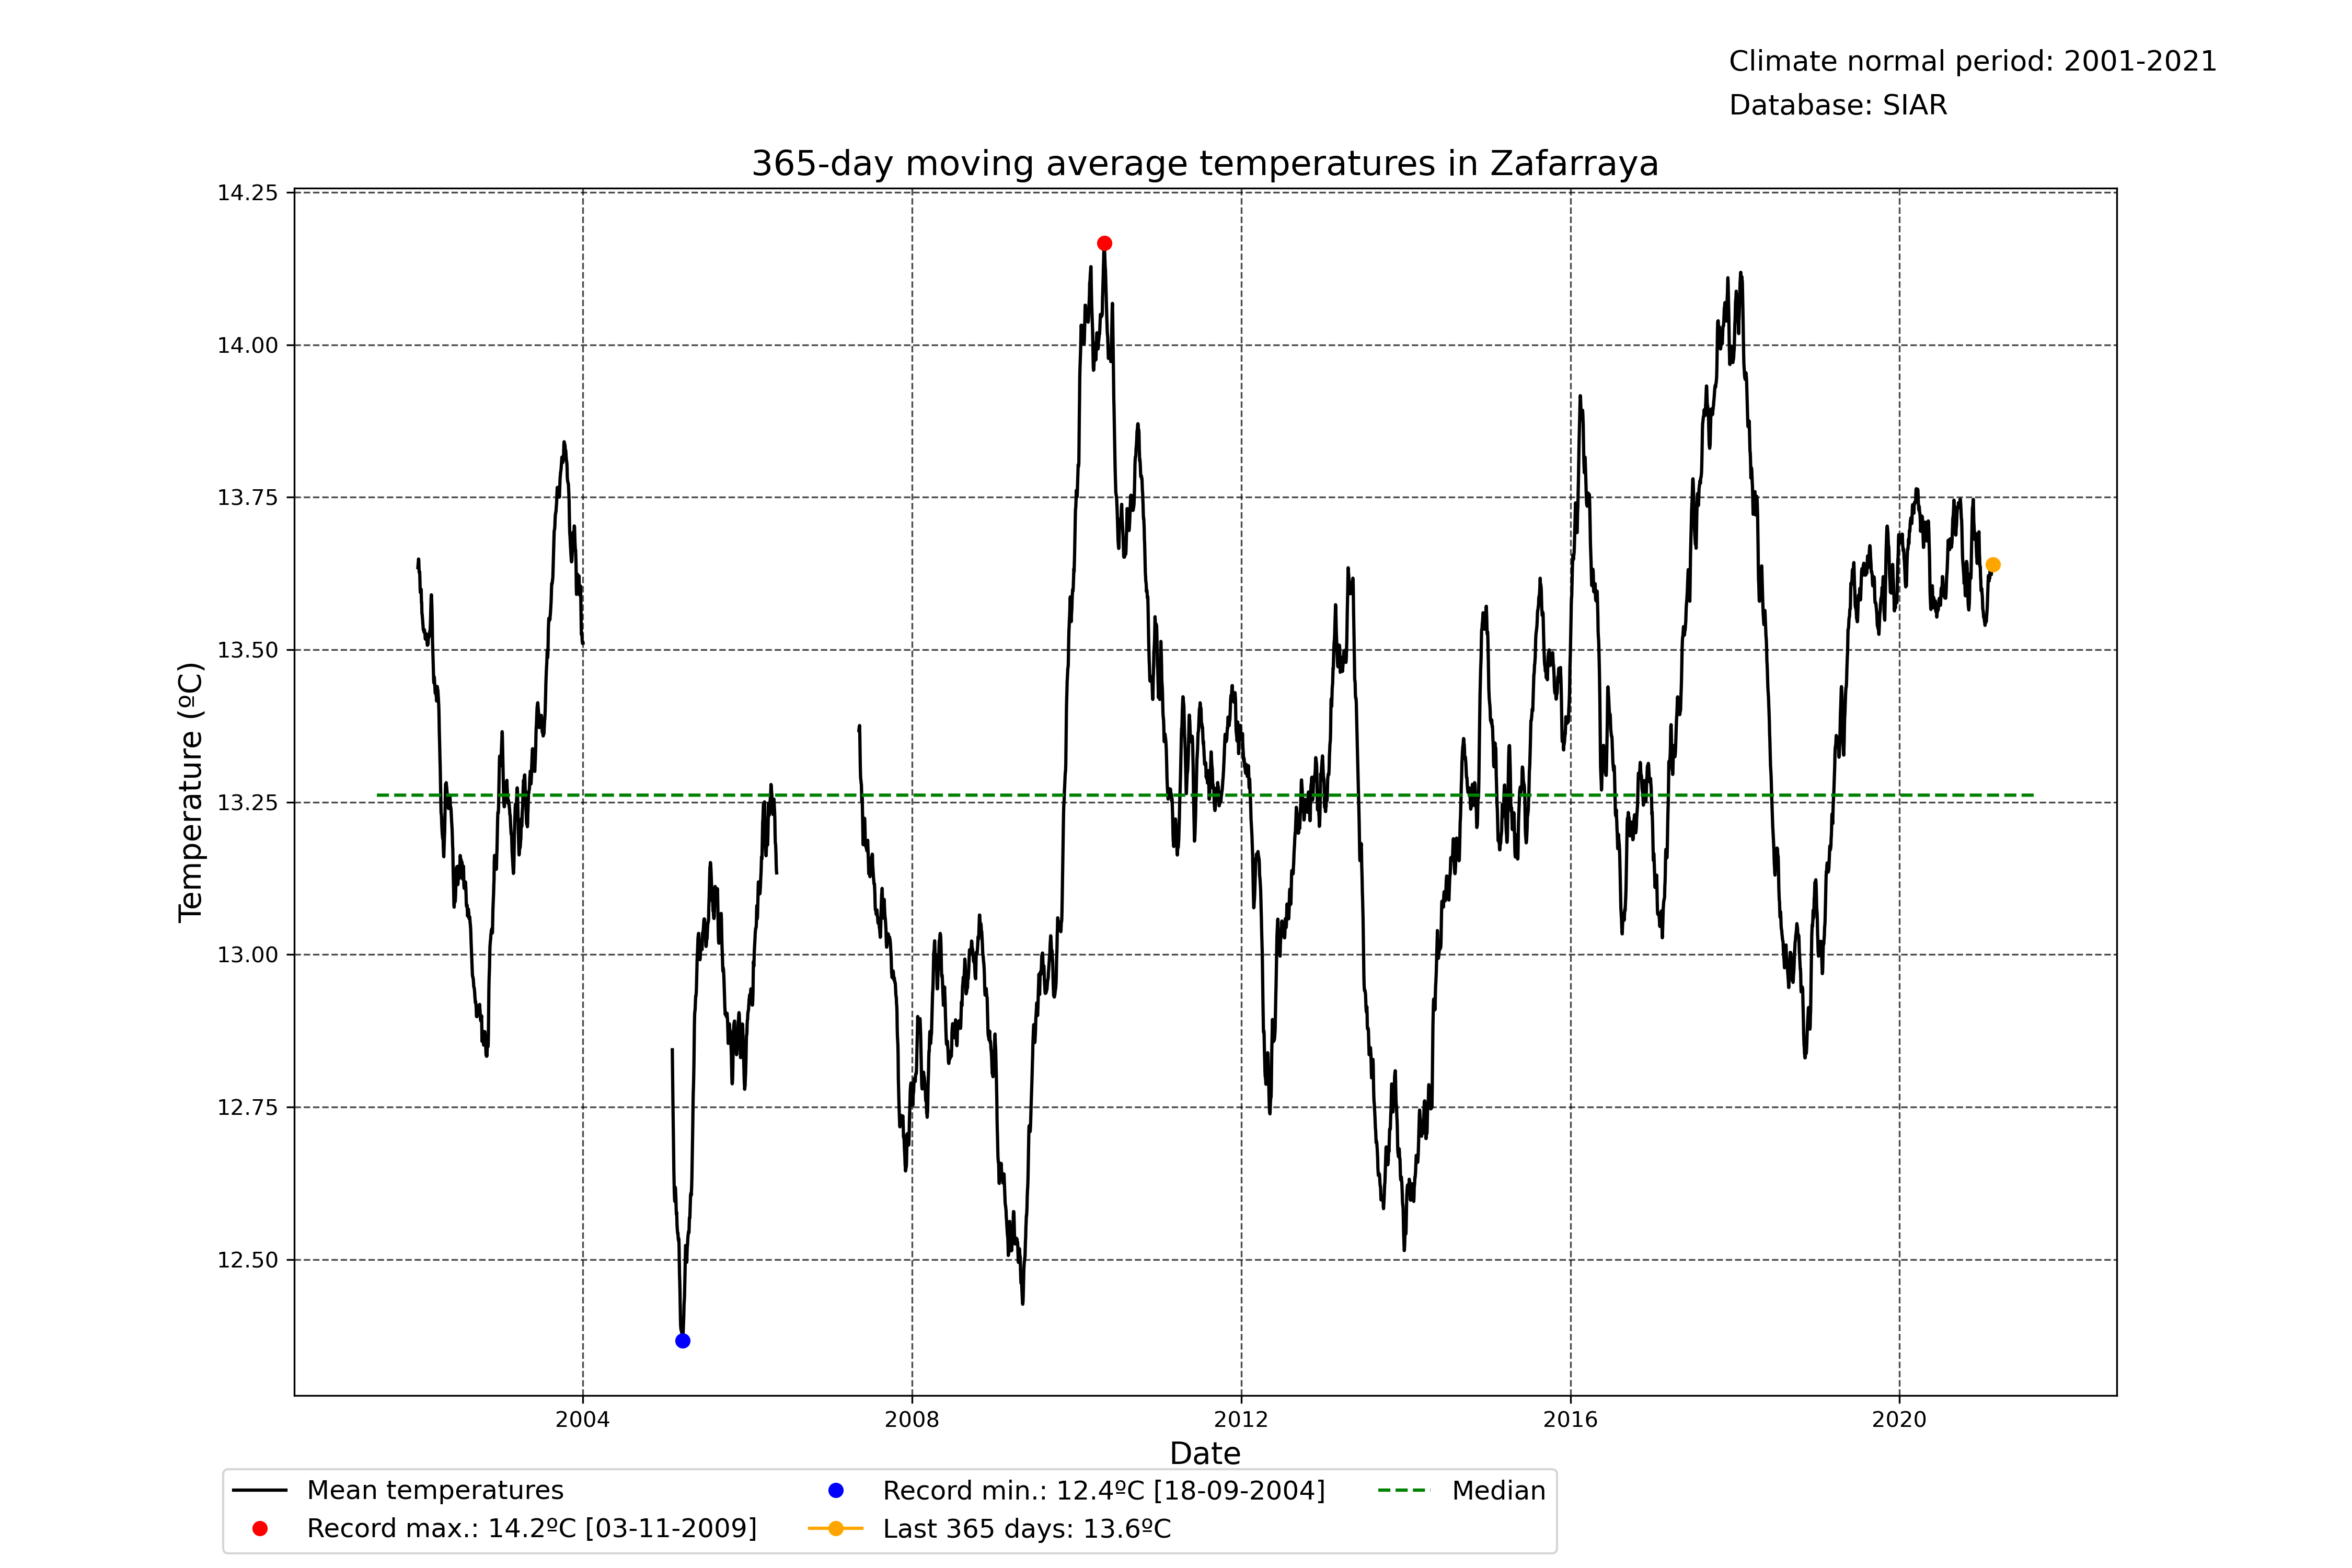 Climate normal period: 2001-2021
Database: SIAR
365-day moving average temperatures in Zafarraya
14.25
14.00
13.75
13.50
13.25
13.00
12.75
12.50
Temperature (ºC)
2004 2008 2012 2016 2020
Date
Mean temperatures
Record max.: 14.2ºC [03-11-2009]
Record min.: 12.4ºC [18-09-2004]
Last 365 days: 13.6ºC
Median